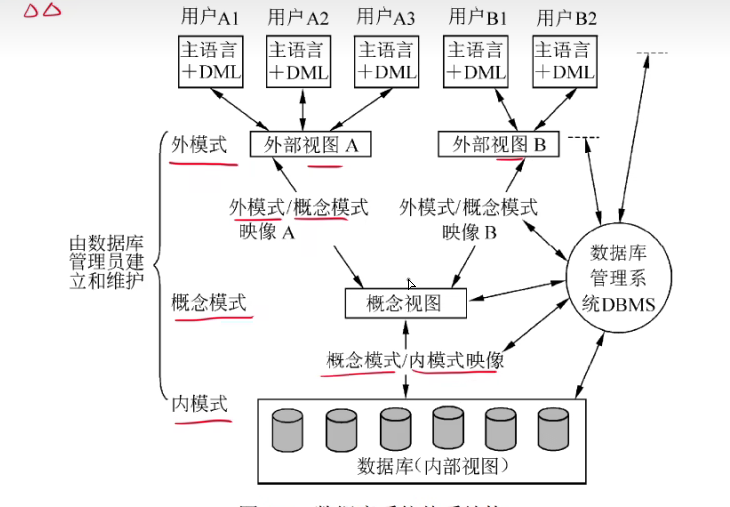 用户A1 用户A2 用户A3 用户B1 用户B2
主语言 主语言 主语言 主语言 主语言
+DML +DML +DML +DML +DML
外模式 外部视图 A 外部视图 B
外模式/概念模式 外模式/概念模式
映像A 映像B
由数据库
管理员建
立和维护
数据库
管理系
统DBMS
概念模式 概念视图
概念模式/内模式映像
内模式
数据库(内部视图)